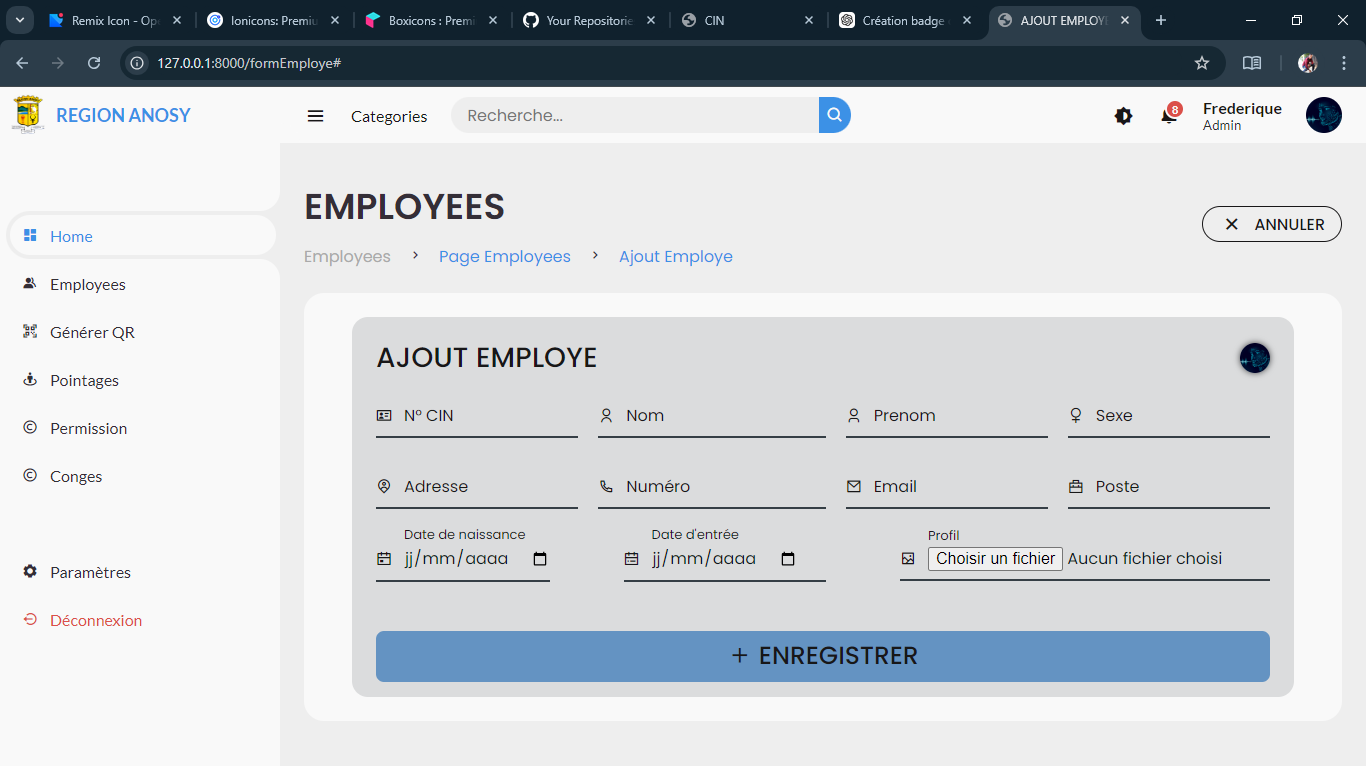 Remix Icon - Ope
Ionicons: Premiu
Boxicons : Premi
Your Repositorie
CIN
Création badge
AJOUT EMPLOYE
127.0.0.1:8000/formEmploye#
REGION ANOSY
Categories
Recherche...
8
Frederique
Admin
Home
Employees
Générer QR
Pointages
Permission
Conges
Paramètres
Déconnexion
EMPLOYEES
Employees > Page Employees > Ajout Employe
ANNULER
AJOUT EMPLOYE
N° CIN Nom Prenom Sexe
Adresse Numéro Email Poste
Date de naissance Date d'entrée Profil
jj/mm/aaaa jj/mm/aaaa Choisir un fichier Aucun fichier choisi
+ ENREGISTRER